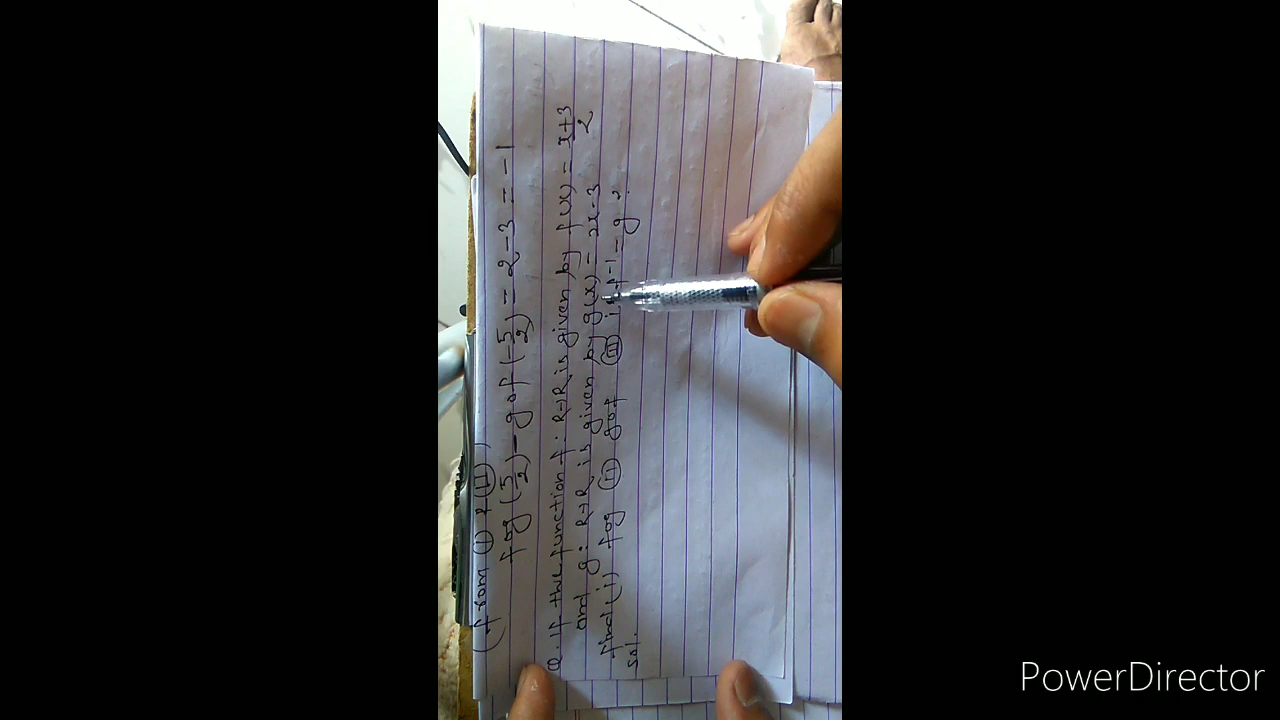 (from (i) & (ii))
fog(5/2) - gof(-5/2) = 2-3 = -1
Q. If the function f: R→R is given by f(x) = x+3/2
and g: R→R is given by g(x) = 2x-3
find (i) fog (ii) gof (iii) is f-1 = g ?
sol.
PowerDirector